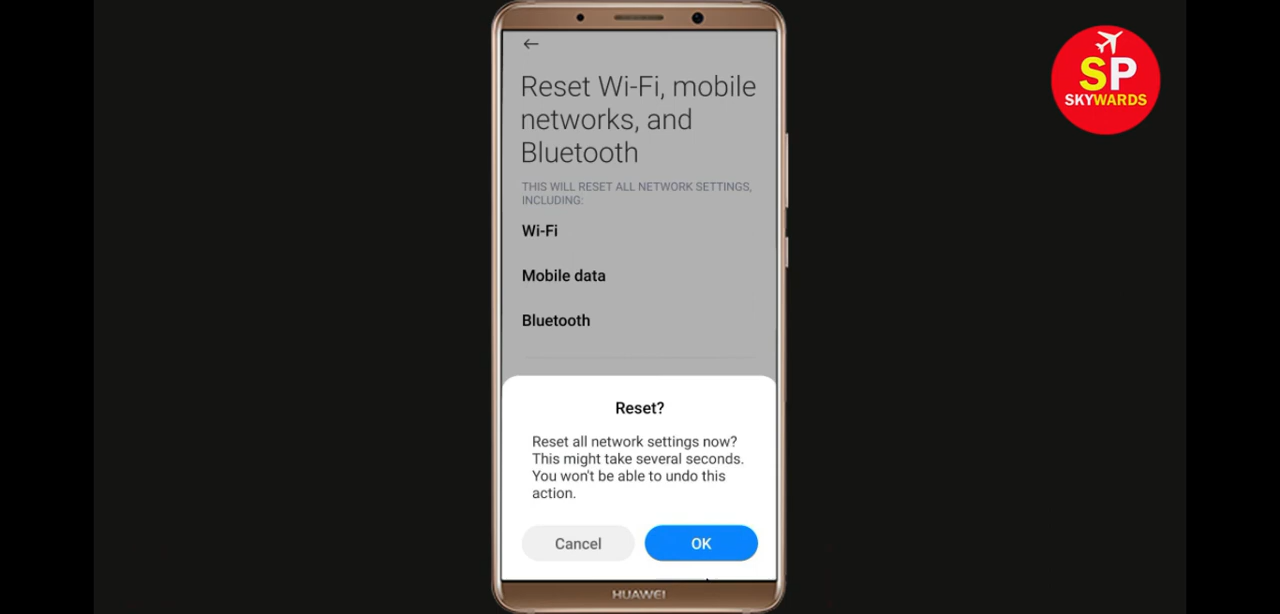 Reset Wi-Fi, mobile
networks, and
Bluetooth
THIS WILL RESET ALL NETWORK SETTINGS,
INCLUDING:
Wi-Fi
Mobile data
Bluetooth
Reset?
Reset all network settings now?
This might take several seconds.
You won't be able to undo this
action.
Cancel
OK
HUAWEI
SP
SKYWARDS